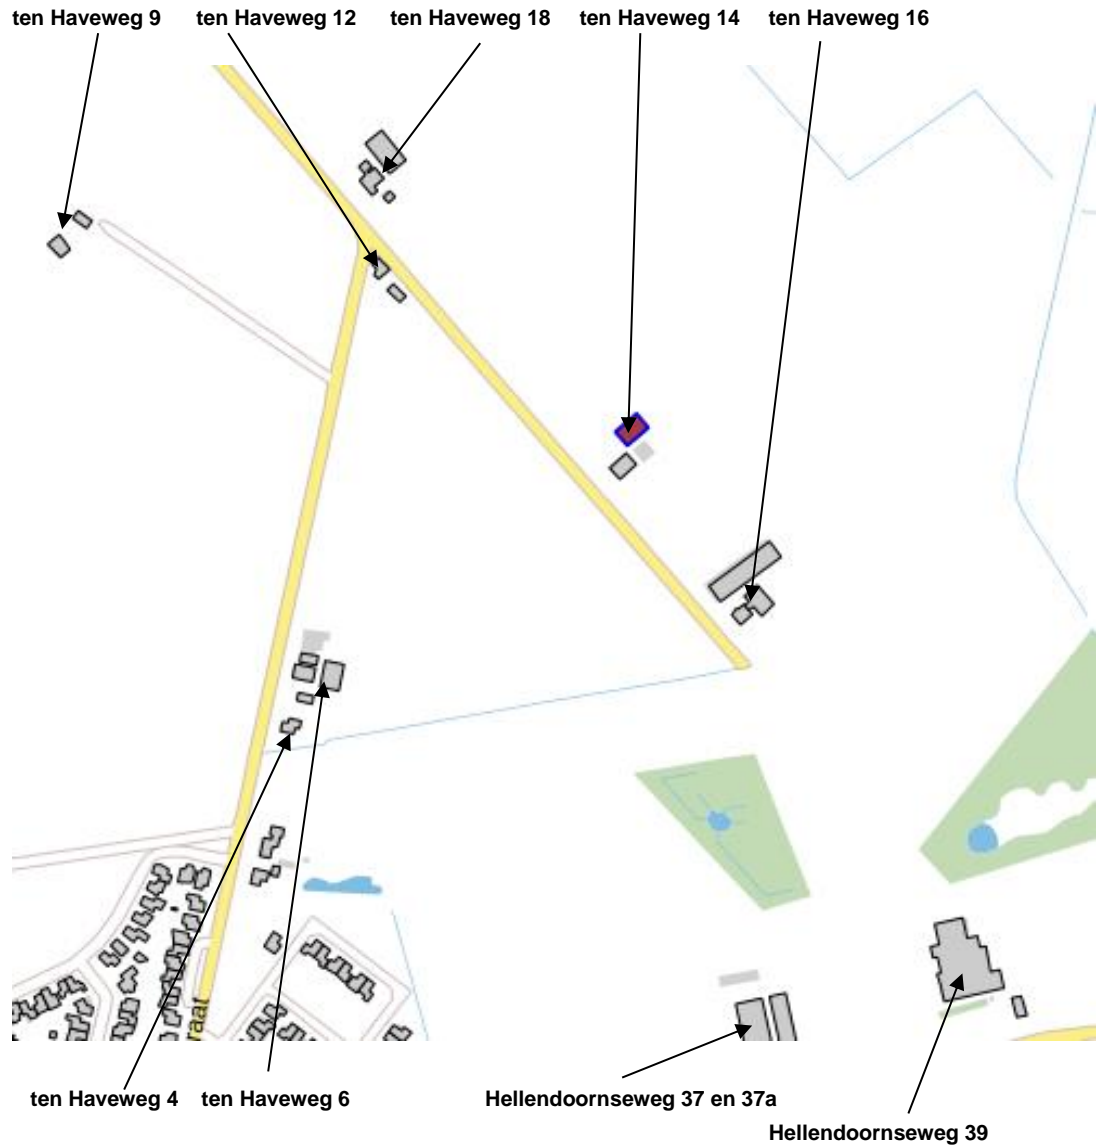 ten Haveweg 9
ten Haveweg 12
ten Haveweg 18
ten Haveweg 14
ten Haveweg 16
raat
ten Haveweg 4
ten Haveweg 6
Hellendoornseweg 37 en 37a
Hellendoornseweg 39